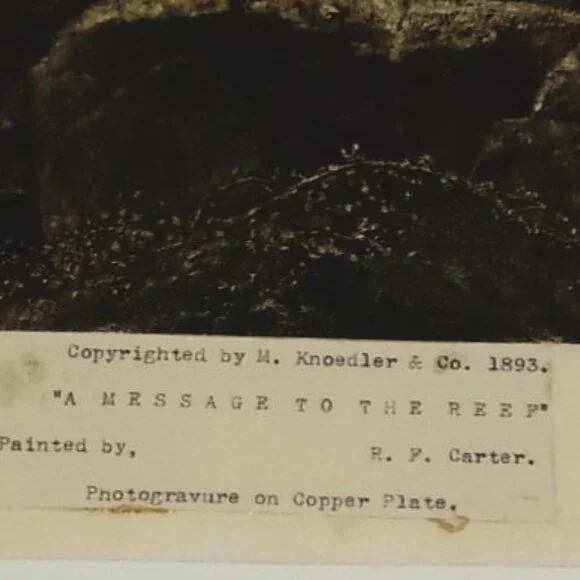 Copyrighted by M. Knoedler & Co. 1893.
"A MESSAGE TO THE REEF"
Painted by, R. F. Carter.
Photogravure on Copper Plate.